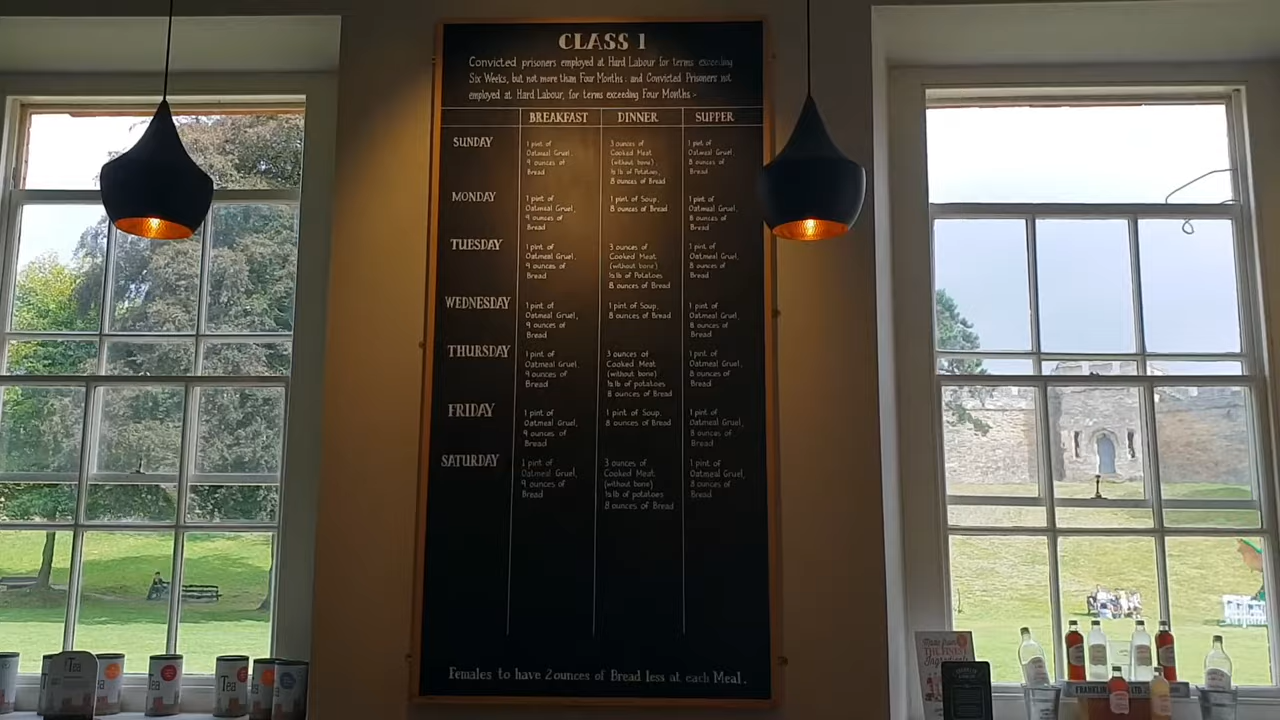 CLASS 1
Convicted prisoners employed at Hard Labour for terms exceeding
Six Weeks, but not more than Four Months: and Convicted Prisoners not
employed at Hard Labour, for terms exceeding Four Months:-
BREAKFAST DINNER SUPPER
SUNDAY
1 pint of
Oatmeal Gruel,
9 ounces of
Bread
3 ounces of
Cooked Meat
(without bone),
½ lb of Potatoes,
8 ounces of Bread
1 pint of
Oatmeal Gruel,
8 ounces of
Bread
MONDAY
1 pint of
Oatmeal Gruel,
9 ounces of
Bread
1 pint of Soup,
8 ounces of Bread
1 pint of
Oatmeal Gruel,
8 ounces of
Bread
TUESDAY
1 pint of
Oatmeal Gruel,
9 ounces of
Bread
3 ounces of
Cooked Meat
(without bone)
½ lb of Potatoes
8 ounces of Bread
1 pint of
Oatmeal Gruel,
8 ounces of
Bread
WEDNESDAY
1 pint of
Oatmeal Gruel,
9 ounces of
Bread
1 pint of Soup,
8 ounces of Bread
1 pint of
Oatmeal Gruel,
8 ounces of
Bread
THURSDAY
1 pint of
Oatmeal Gruel,
9 ounces of
Bread
3 ounces of
Cooked Meat
(without bone)
½ lb of potatoes
8 ounces of Bread
1 pint of
Oatmeal Gruel,
8 ounces of
Bread
FRIDAY
1 pint of
Oatmeal Gruel,
9 ounces of
Bread
1 pint of Soup,
8 ounces of Bread
1 pint of
Oatmeal Gruel,
8 ounces of
Bread
SATURDAY
1 pint of
Oatmeal Gruel,
9 ounces of
Bread
3 ounces of
Cooked Meat
(without bone)
½ lb of potatoes
8 ounces of Bread
1 pint of
Oatmeal Gruel,
8 ounces of
Bread
Females to have 2 ounces of Bread less at each Meal.
Tea
Tea
Tea
Tea
THE FINEST
Ingredients
FRANKLIN LTD